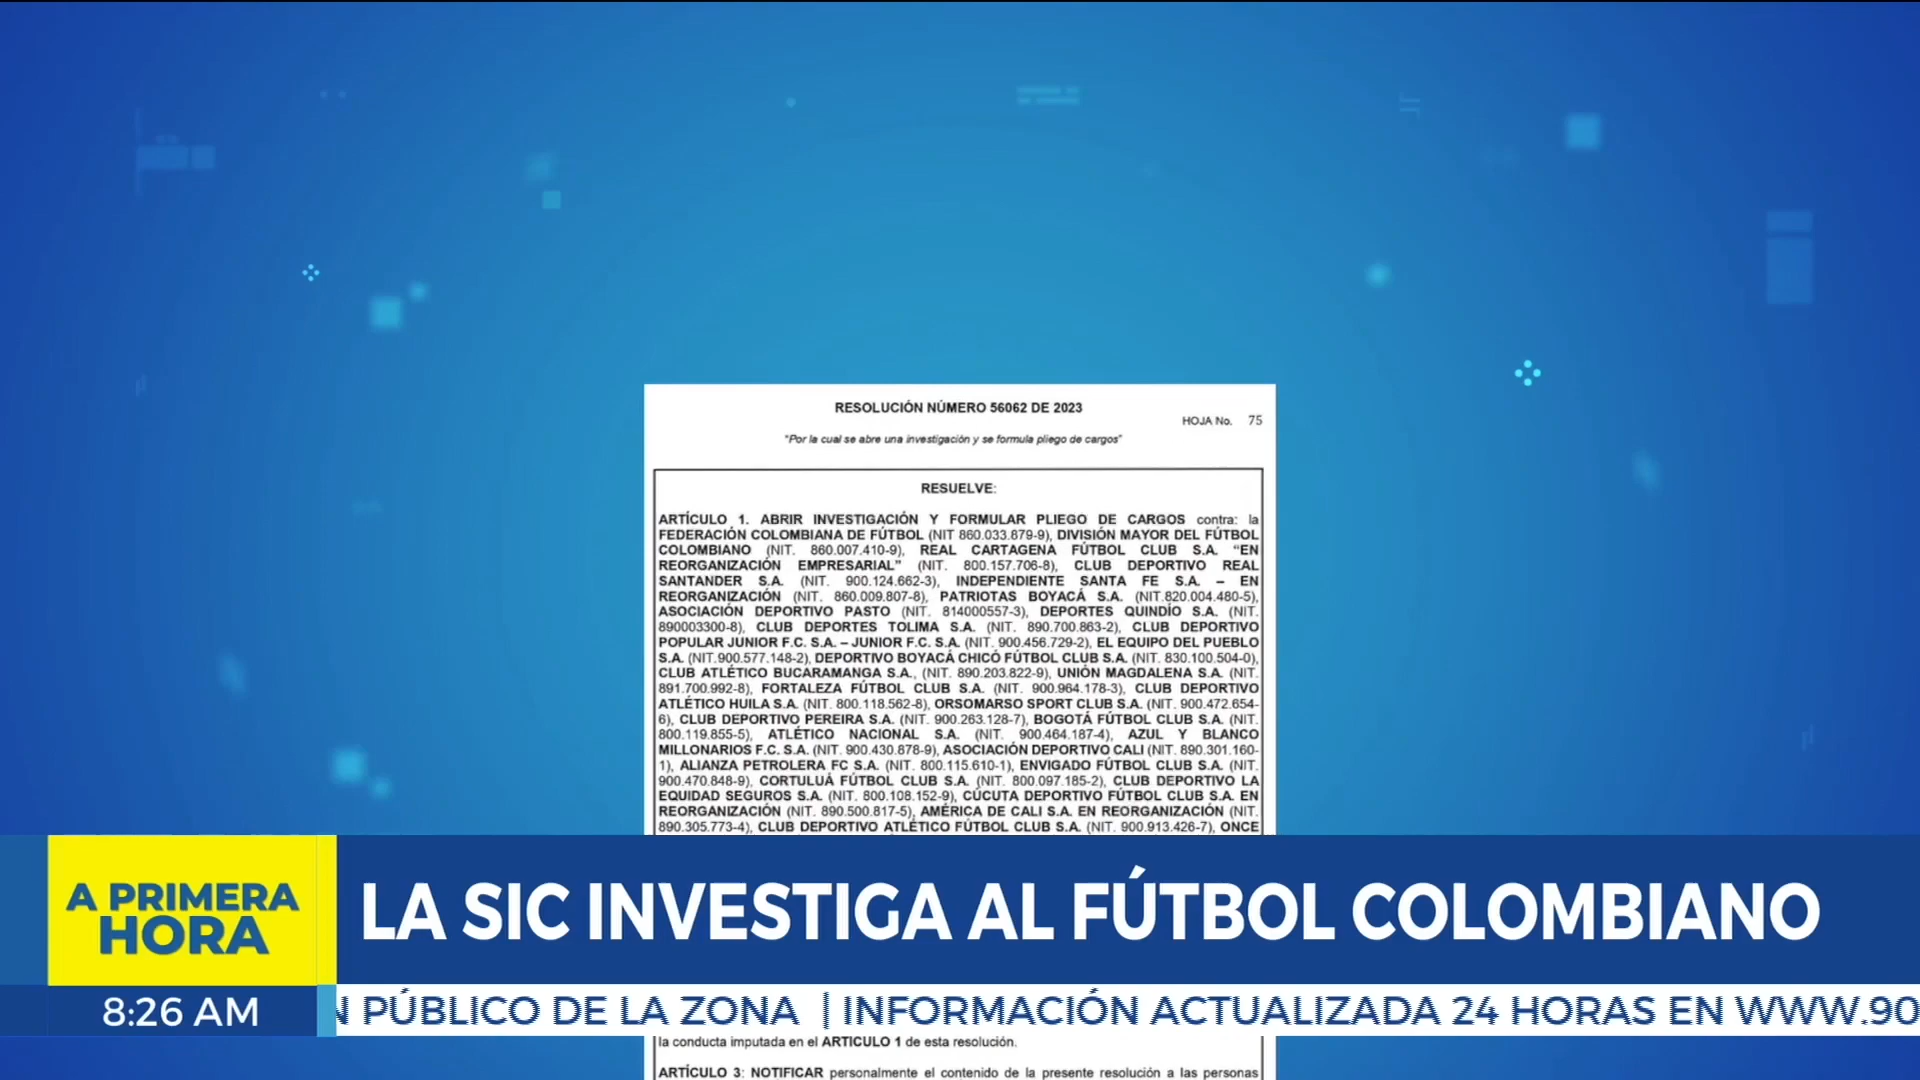 RESOLUCIÓN NÚMERO 56062 DE 2023
HOJA No. 75
"Por la cual se abre una investigación y se formula pliego de cargos"
RESUELVE:
ARTÍCULO 1. ABRIR INVESTIGACIÓN Y FORMULAR PLIEGO DE CARGOS contra: la
FEDERACIÓN COLOMBIANA DE FÚTBOL (NIT 860.033.879-9), DIVISIÓN MAYOR DEL FÚTBOL
COLOMBIANO (NIT. 860.007.410-9), REAL CARTAGENA FÚTBOL CLUB S.A. "EN
REORGANIZACIÓN EMPRESARIAL" (NIT. 800.157.706-8), CLUB DEPORTIVO REAL
SANTANDER S.A. (NIT. 900.124.662-3), INDEPENDIENTE SANTA FE S.A. – EN
REORGANIZACIÓN (NIT. 860.009.807-8), PATRIOTAS BOYACÁ S.A. (NIT.820.004.480-5),
ASOCIACIÓN DEPORTIVO PASTO (NIT. 814000557-3), DEPORTES QUINDÍO S.A. (NIT.
890003300-8), CLUB DEPORTES TOLIMA S.A. (NIT. 890.700.863-2), CLUB DEPORTIVO
POPULAR JUNIOR F.C. S.A. – JUNIOR F.C. S.A. (NIT. 900.456.729-2), EL EQUIPO DEL PUEBLO
S.A. (NIT.900.577.148-2), DEPORTIVO BOYACÁ CHICÓ FÚTBOL CLUB S.A. (NIT. 830.100.504-0),
CLUB ATLÉTICO BUCARAMANGA S.A., (NIT. 890.203.822-9), UNIÓN MAGDALENA S.A. (NIT.
891.700.992-8), FORTALEZA FÚTBOL CLUB S.A. (NIT. 900.964.178-3), CLUB DEPORTIVO
ATLÉTICO HUILA S.A. (NIT. 800.118.562-8), ORSOMARSO SPORT CLUB S.A. (NIT. 900.472.654-
6), CLUB DEPORTIVO PEREIRA S.A. (NIT. 900.263.128-7), BOGOTÁ FÚTBOL CLUB S.A. (NIT.
800.119.855-5), ATLÉTICO NACIONAL S.A. (NIT. 900.464.187-4), AZUL Y BLANCO
MILLONARIOS F.C. S.A. (NIT. 900.430.878-9), ASOCIACIÓN DEPORTIVO CALI (NIT. 890.301.160-
1), ALIANZA PETROLERA FC S.A. (NIT. 800.115.610-1), ENVIGADO FÚTBOL CLUB S.A. (NIT.
900.470.848-9), CORTULUÁ FÚTBOL CLUB S.A. (NIT. 800.097.185-2), CLUB DEPORTIVO LA
EQUIDAD SEGUROS S.A. (NIT. 800.108.152-9), CÚCUTA DEPORTIVO FÚTBOL CLUB S.A. EN
REORGANIZACIÓN (NIT. 890.500.817-5), AMÉRICA DE CALI S.A. EN REORGANIZACIÓN (NIT.
890.305.773-4), CLUB DEPORTIVO ATLÉTICO FÚTBOL CLUB S.A. (NIT. 900.913.426-7), ONCE
A PRIMERA
HORA
LA SIC INVESTIGA AL FÚTBOL COLOMBIANO
8:26 AM
N PÚBLICO DE LA ZONA | INFORMACIÓN ACTUALIZADA 24 HORAS EN WWW.90
la conducta imputada en el ARTÍCULO 1 de esta resolución.
ARTÍCULO 3: NOTIFICAR personalmente el contenido de la presente resolución a las personas